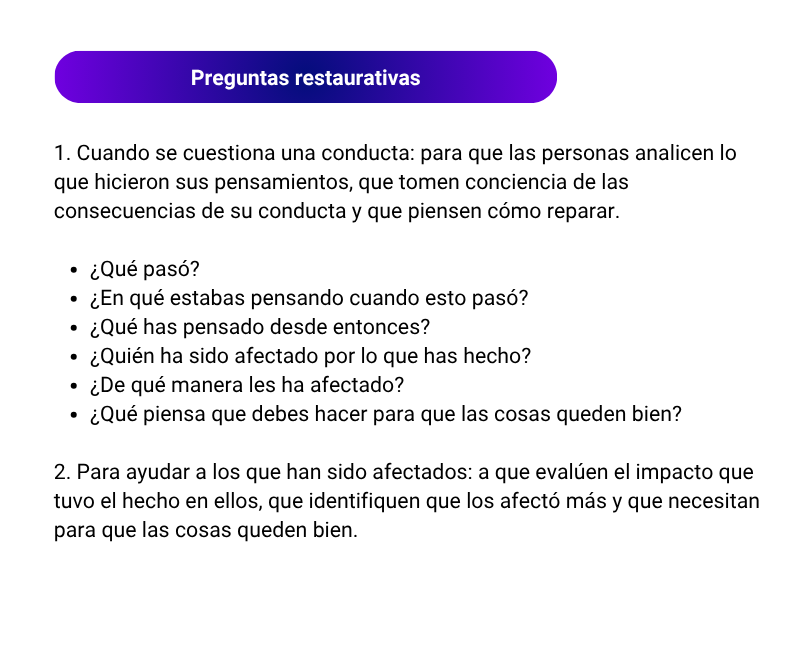 Preguntas restaurativas
1. Cuando se cuestiona una conducta: para que las personas analicen lo
que hicieron sus pensamientos, que tomen conciencia de las
consecuencias de su conducta y que piensen cómo reparar.
• ¿Qué pasó?
• ¿En qué estabas pensando cuando esto pasó?
• ¿Qué has pensado desde entonces?
• ¿Quién ha sido afectado por lo que has hecho?
• ¿De qué manera les ha afectado?
• ¿Qué piensa que debes hacer para que las cosas queden bien?
2. Para ayudar a los que han sido afectados: a que evalúen el impacto que
tuvo el hecho en ellos, que identifiquen que los afectó más y que necesitan
para que las cosas queden bien.